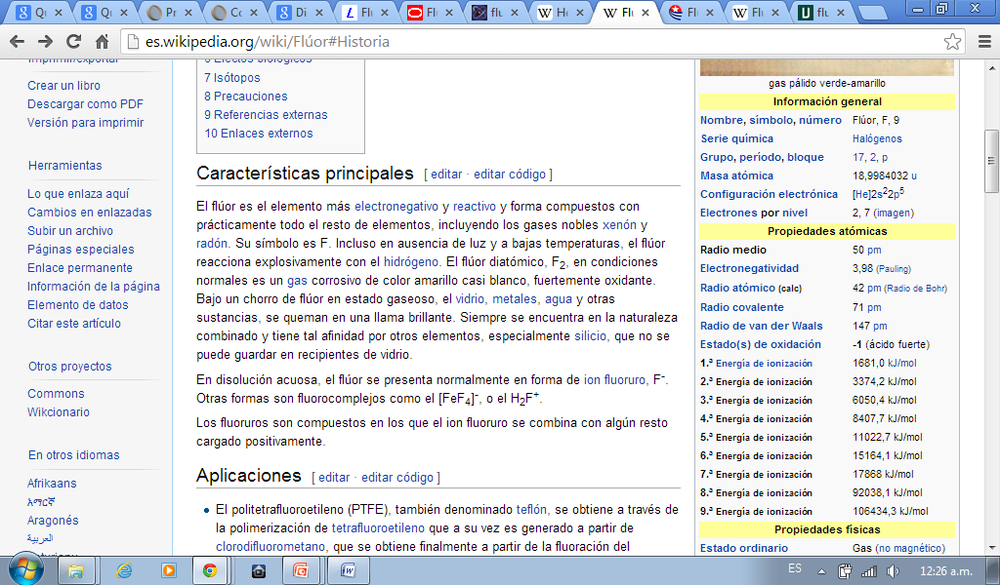 Qu
Qu
Pr
Co
Di
Flu
Flú
flu
He
Flú
Flú
Flú
flu
es.wikipedia.org/wiki/Flúor#Historia
Imprimir/exportar
Crear un libro
Descargar como PDF
Versión para imprimir
Herramientas
Lo que enlaza aquí
Cambios en enlazadas
Subir un archivo
Páginas especiales
Enlace permanente
Información de la página
Elemento de datos
Citar este artículo
Otros proyectos
Commons
Wikcionario
En otros idiomas
Afrikaans
አማርኛ
Aragonés
العربية
6 Efectos biológicos
7 Isótopos
8 Precauciones
9 Referencias externas
10 Enlaces externos
Características principales [ editar · editar código ]
El flúor es el elemento más electronegativo y reactivo y forma compuestos con
prácticamente todo el resto de elementos, incluyendo los gases nobles xenón y
radón. Su símbolo es F. Incluso en ausencia de luz y a bajas temperaturas, el flúor
reacciona explosivamente con el hidrógeno. El flúor diatómico, F₂, en condiciones
normales es un gas corrosivo de color amarillo casi blanco, fuertemente oxidante.
Bajo un chorro de flúor en estado gaseoso, el vidrio, metales, agua y otras
sustancias, se queman en una llama brillante. Siempre se encuentra en la naturaleza
combinado y tiene tal afinidad por otros elementos, especialmente silicio, que no se
puede guardar en recipientes de vidrio.
En disolución acuosa, el flúor se presenta normalmente en forma de ion fluoruro, F⁻.
Otras formas son fluorocomplejos como el [FeF₄]⁻, o el H₂F⁺.
Los fluoruros son compuestos en los que el ion fluoruro se combina con algún resto
cargado positivamente.
Aplicaciones [ editar · editar código ]
• El politetrafluoroetileno (PTFE), también denominado teflón, se obtiene a través de
la polimerización de tetrafluoroetileno que a su vez es generado a partir de
clorodifluorometano, que se obtiene finalmente a partir de la fluoración del
gas pálido verde-amarillo
Información general
Nombre, símbolo, número Flúor, F, 9
Serie química Halógenos
Grupo, período, bloque 17, 2, p
Masa atómica 18,9984032 u
Configuración electrónica [He]2s²2p⁵
Electrones por nivel 2, 7 (imagen)
Propiedades atómicas
Radio medio 50 pm
Electronegatividad 3,98 (Pauling)
Radio atómico (calc) 42 pm (Radio de Bohr)
Radio covalente 71 pm
Radio de van der Waals 147 pm
Estado(s) de oxidación -1 (ácido fuerte)
1.ª Energía de ionización 1681,0 kJ/mol
2.ª Energía de ionización 3374,2 kJ/mol
3.ª Energía de ionización 6050,4 kJ/mol
4.ª Energía de ionización 8407,7 kJ/mol
5.ª Energía de ionización 11022,7 kJ/mol
6.ª Energía de ionización 15164,1 kJ/mol
7.ª Energía de ionización 17868 kJ/mol
8.ª Energía de ionización 92038,1 kJ/mol
9.ª Energía de ionización 106434,3 kJ/mol
Propiedades físicas
Estado ordinario Gas (no magnético)
ES
12:26 a.m.